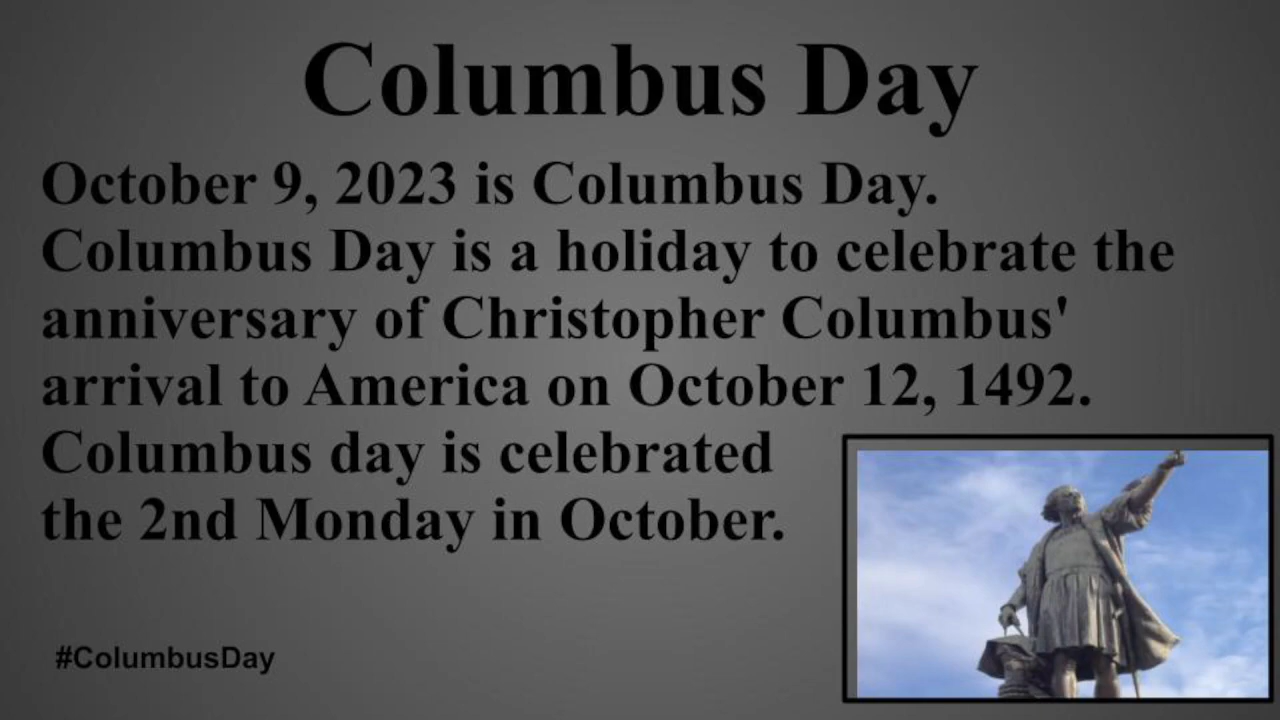 Columbus Day
October 9, 2023 is Columbus Day.
Columbus Day is a holiday to celebrate the
anniversary of Christopher Columbus'
arrival to America on October 12, 1492.
Columbus day is celebrated
the 2nd Monday in October.
#ColumbusDay